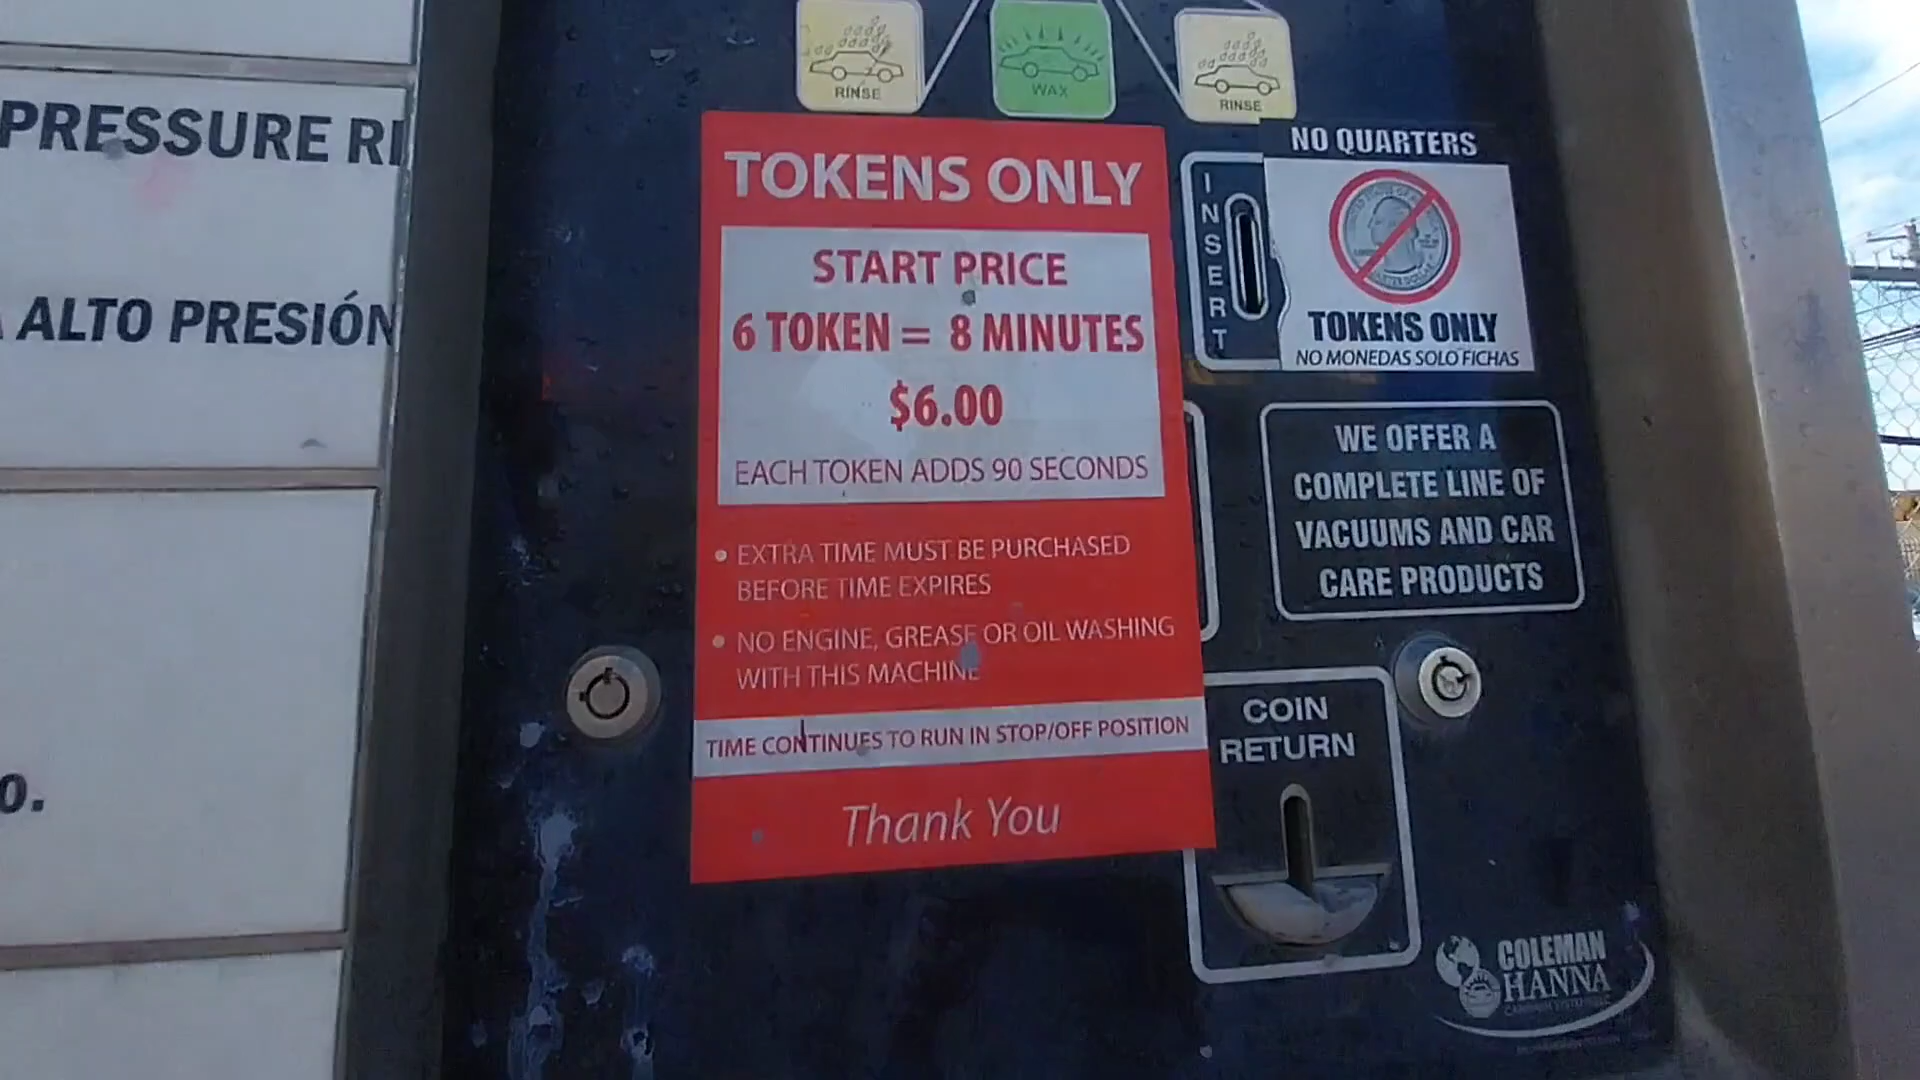 RINSE
WAX
RINSE
PRESSURE RI
ALTO PRESIÓN
O.
TOKENS ONLY
START PRICE
6 TOKEN = 8 MINUTES
$6.00
EACH TOKEN ADDS 90 SECONDS
• EXTRA TIME MUST BE PURCHASED
BEFORE TIME EXPIRES
• NO ENGINE, GREASE OR OIL WASHING
WITH THIS MACHINE
TIME CONTINUES TO RUN IN STOP/OFF POSITION
Thank You
NO QUARTERS
INSERT
TOKENS ONLY
NO MONEDAS SOLO FICHAS
WE OFFER A
COMPLETE LINE OF
VACUUMS AND CAR
CARE PRODUCTS
COIN
RETURN
COLEMAN
HANNA